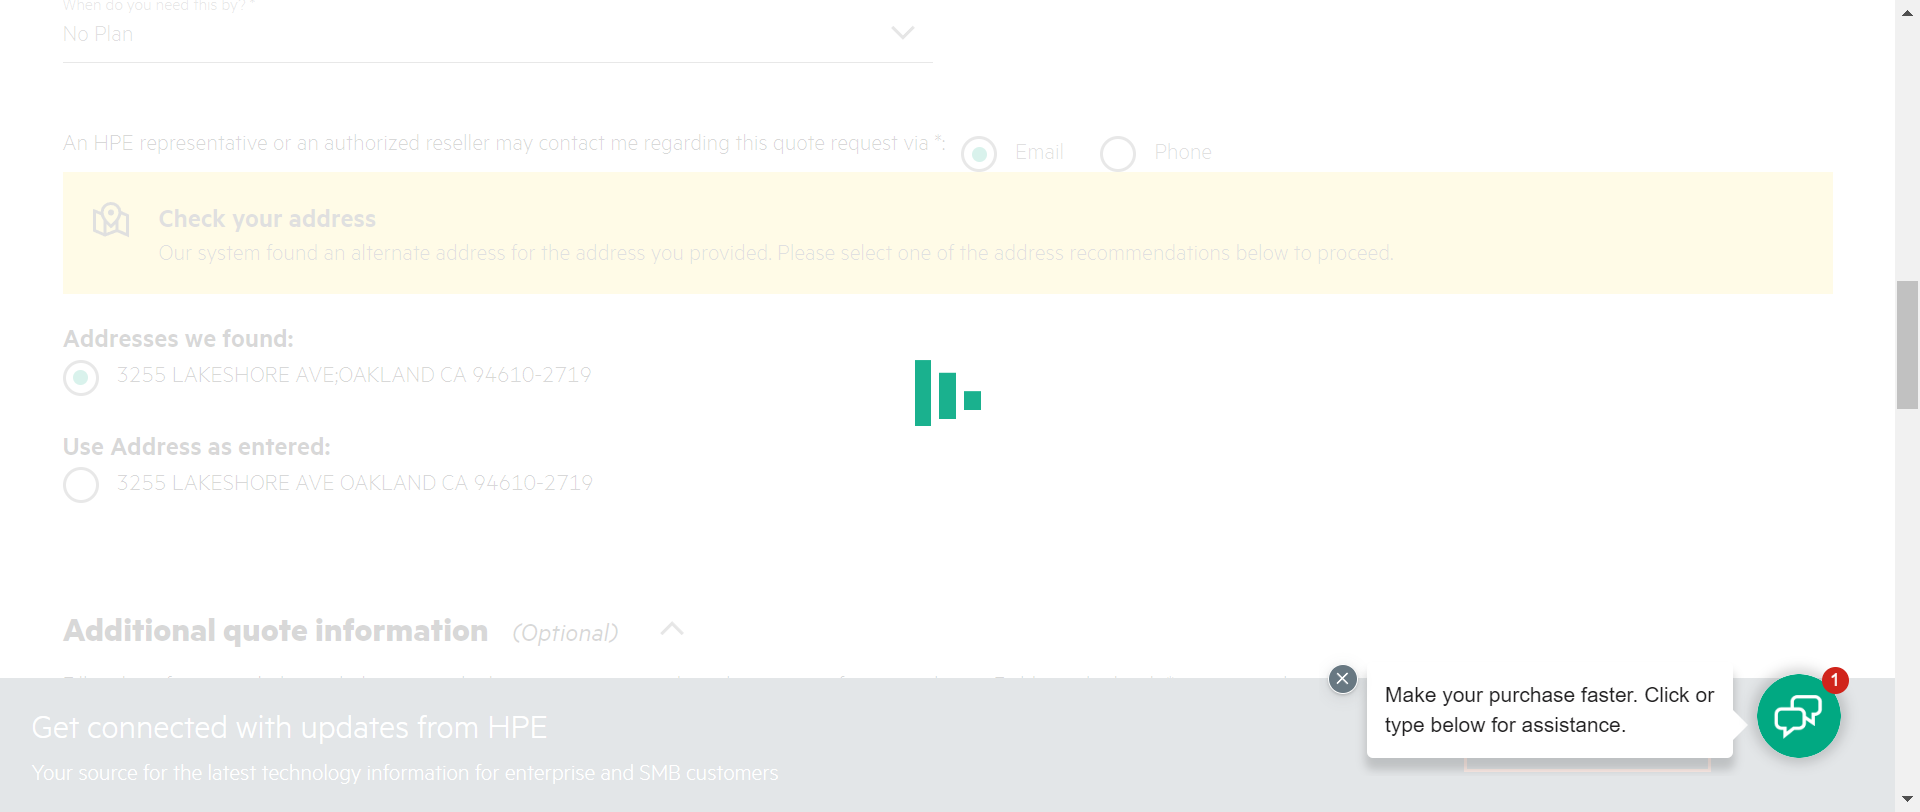 When do you need this by? *
No Plan
An HPE representative or an authorized reseller may contact me regarding this quote request via *: Email Phone
Check your address
Our system found an alternate address for the address you provided. Please select one of the address recommendations below to proceed.
Addresses we found:
3255 LAKESHORE AVE;OAKLAND CA 94610-2719
Use Address as entered:
3255 LAKESHORE AVE OAKLAND CA 94610-2719
Additional quote information (Optional)
Get connected with updates from HPE
Your source for the latest technology information for enterprise and SMB customers
Make your purchase faster. Click or
type below for assistance.
1